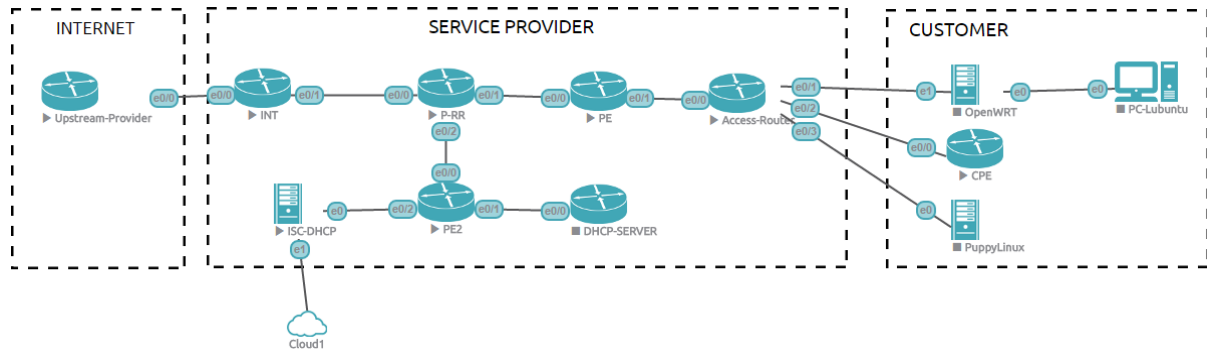 INTERNET
SERVICE PROVIDER
CUSTOMER
e0/0
e0/0
e0/1
e0/0
e0/1
e0/0
e0/1
e0/0
e0/1
e1
e0
e0
Upstream-Provider
INT
P-RR
PE
Access-Router
OpenWRT
PC-Lubuntu
e0/2
e0/3
e0/2
e0/0
CPE
e0/0
e0
e0/2
e0/1
e0/0
e0
ISC-DHCP
PE2
DHCP-SERVER
PuppyLinux
e1
Cloud1